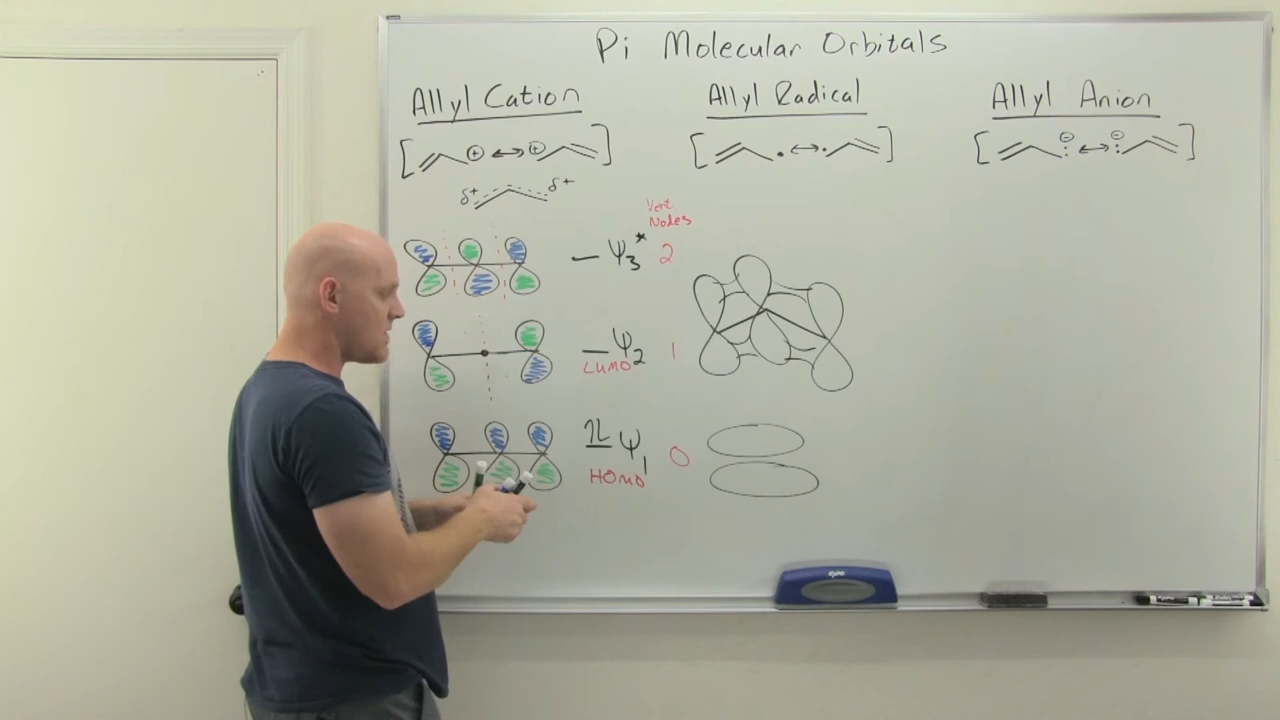 Pi Molecular Orbitals
Allyl Cation
[ ⊕ ↔ ⊕ ]
δ+ δ+
Vert
Nodes
Ψ3* 2
Ψ2 1
LUMO
⇅ Ψ1 0
HOMO
Allyl Radical
[ • ↔ • ]
Allyl Anion
[ ⊖ : ↔ ⊖ : ]
EXPO